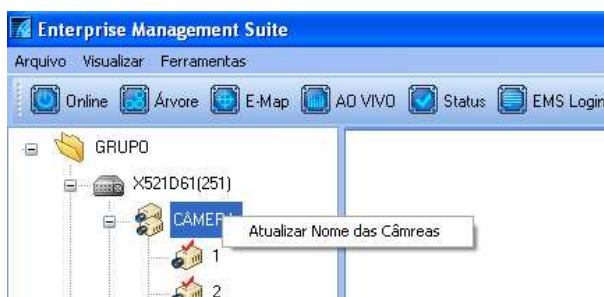 Enterprise Management Suite
Arquivo Visualizar Ferramentas
Online Árvore E-Map AO VIVO Status EMS Login
GRUPO
X521D61(251)
CÂMER
Atualizar Nome das Câmreas
1
2